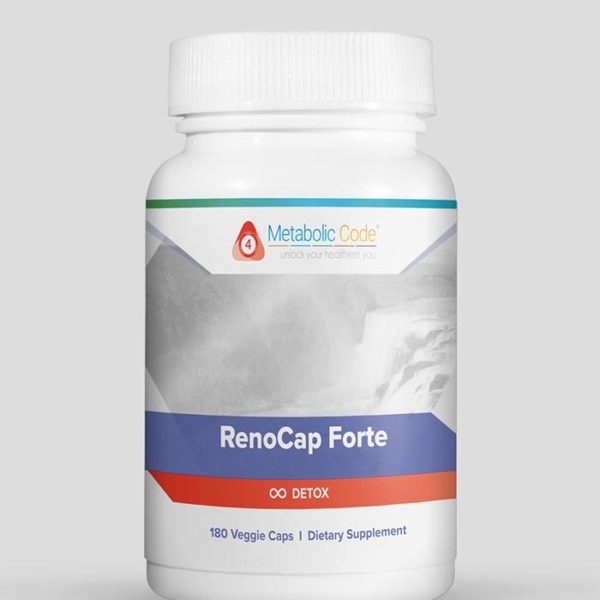 4
Metabolic Code®
unlock your healthiest you
RenoCap Forte
∞ DETOX
180 Veggie Caps | Dietary Supplement